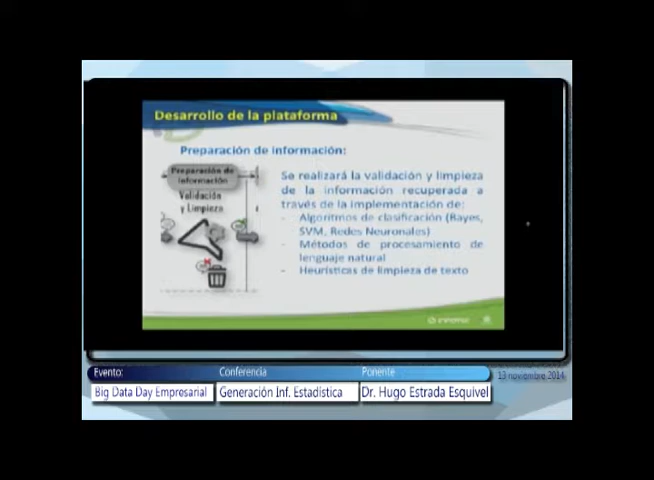 Desarrollo de la plataforma
Preparación de información:
Preparación de
información
Validación
y Limpieza
Se realizará la validación y limpieza
de la información recuperada a
través de la implementación de:
- Algoritmos de clasificación (Bayes,
SVM, Redes Neuronales)
- Métodos de procesamiento de
lenguaje natural
- Heurísticas de limpieza de texto
Evento:
Conferencia
Ponente
13 noviembre 2014
Big Data Day Empresarial
Generación Inf. Estadística
Dr. Hugo Estrada Esquivel